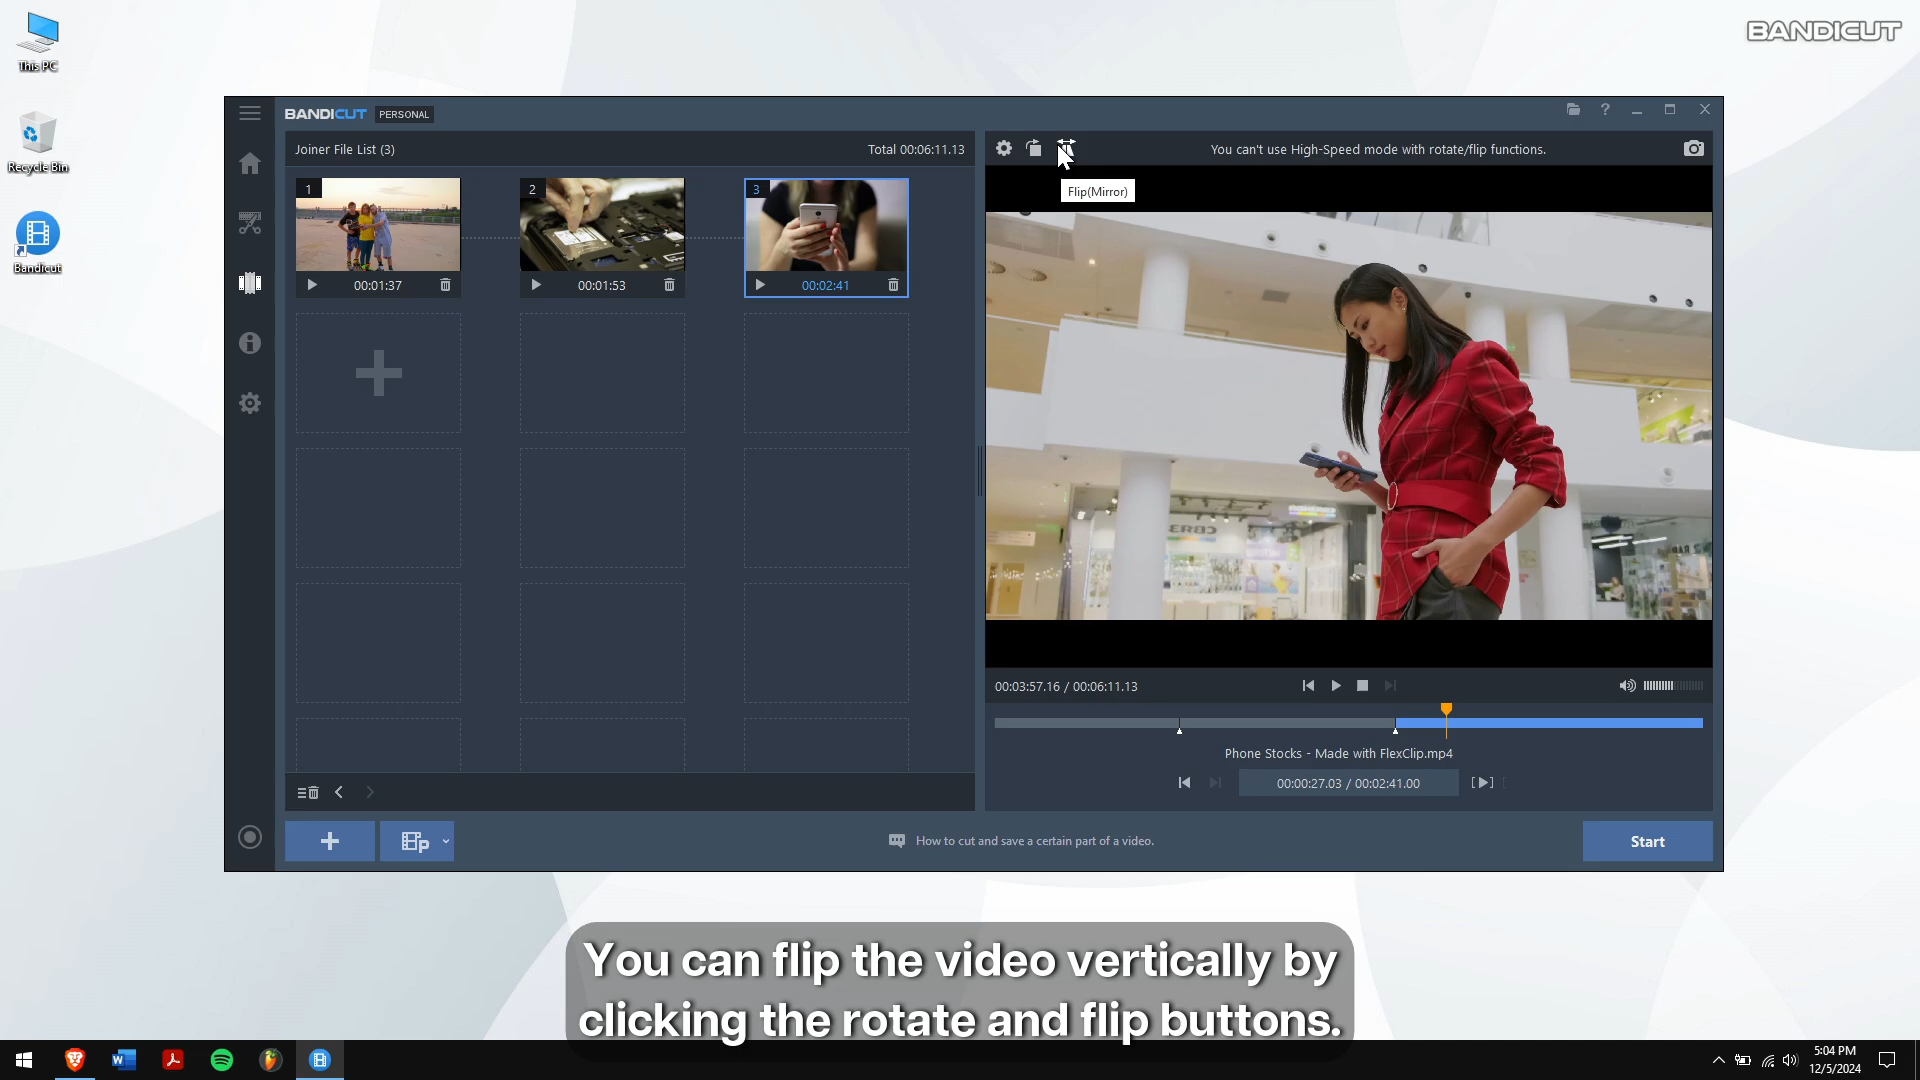 This PC
Recycle Bin
Bandicut
BANDICUT
BANDICUT PERSONAL
?
Joiner File List (3)
Total 00:06:11.13
You can't use High-Speed mode with rotate/flip functions.
Flip(Mirror)
1
2
3
00:01:37
00:01:53
00:02:41
00:03:57.16 / 00:06:11.13
Phone Stocks - Made with FlexClip.mp4
00:00:27.03 / 00:02:41.00
How to cut and save a certain part of a video.
Start
You can flip the video vertically by
clicking the rotate and flip buttons.
5:04 PM
12/5/2024